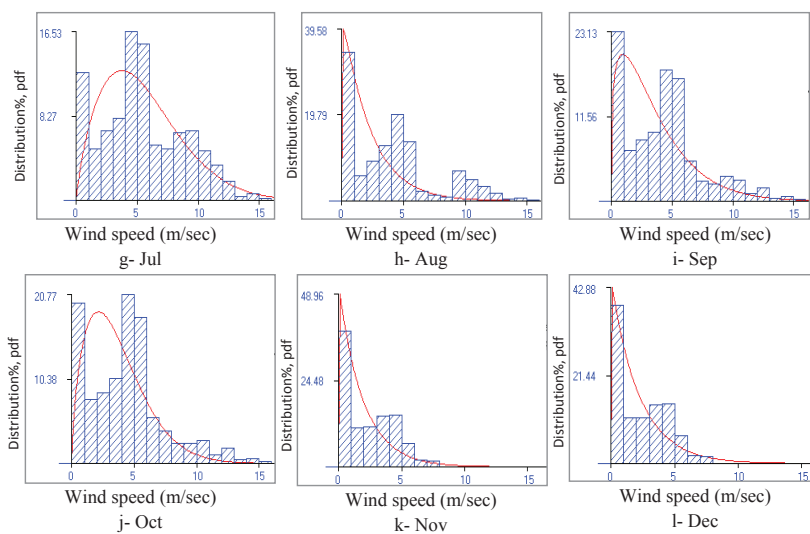 16.53
8.27
Distribution%, pdf
0 5 10 15
Wind speed (m/sec)
g- Jul
39.58
19.79
Distribution%, pdf
0 5 10 15
Wind speed (m/sec)
h- Aug
23.13
11.56
Distribution%, pdf
0 5 10 15
Wind speed (m/sec)
i- Sep
20.77
10.38
Distribution%, pdf
0 5 10 15
Wind speed (m/sec)
j- Oct
48.96
24.48
Distribution%, pdf
0 5 10 15
Wind speed (m/sec)
k- Nov
42.88
21.44
Distribution%, pdf
0 5 10 15
Wind speed (m/sec)
l- Dec